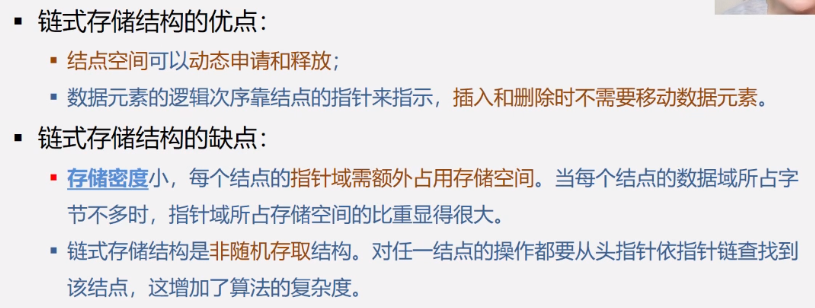 ▪ 链式存储结构的优点：
▪ 结点空间可以动态申请和释放；
▪ 数据元素的逻辑次序靠结点的指针来指示，插入和删除时不需要移动数据元素。
▪ 链式存储结构的缺点：
▪ 存储密度小，每个结点的指针域需额外占用存储空间。当每个结点的数据域所占字
节不多时，指针域所占存储空间的比重显得很大。
▪ 链式存储结构是非随机存取结构。对任一结点的操作都要从头指针依指针链查找到
该结点，这增加了算法的复杂度。